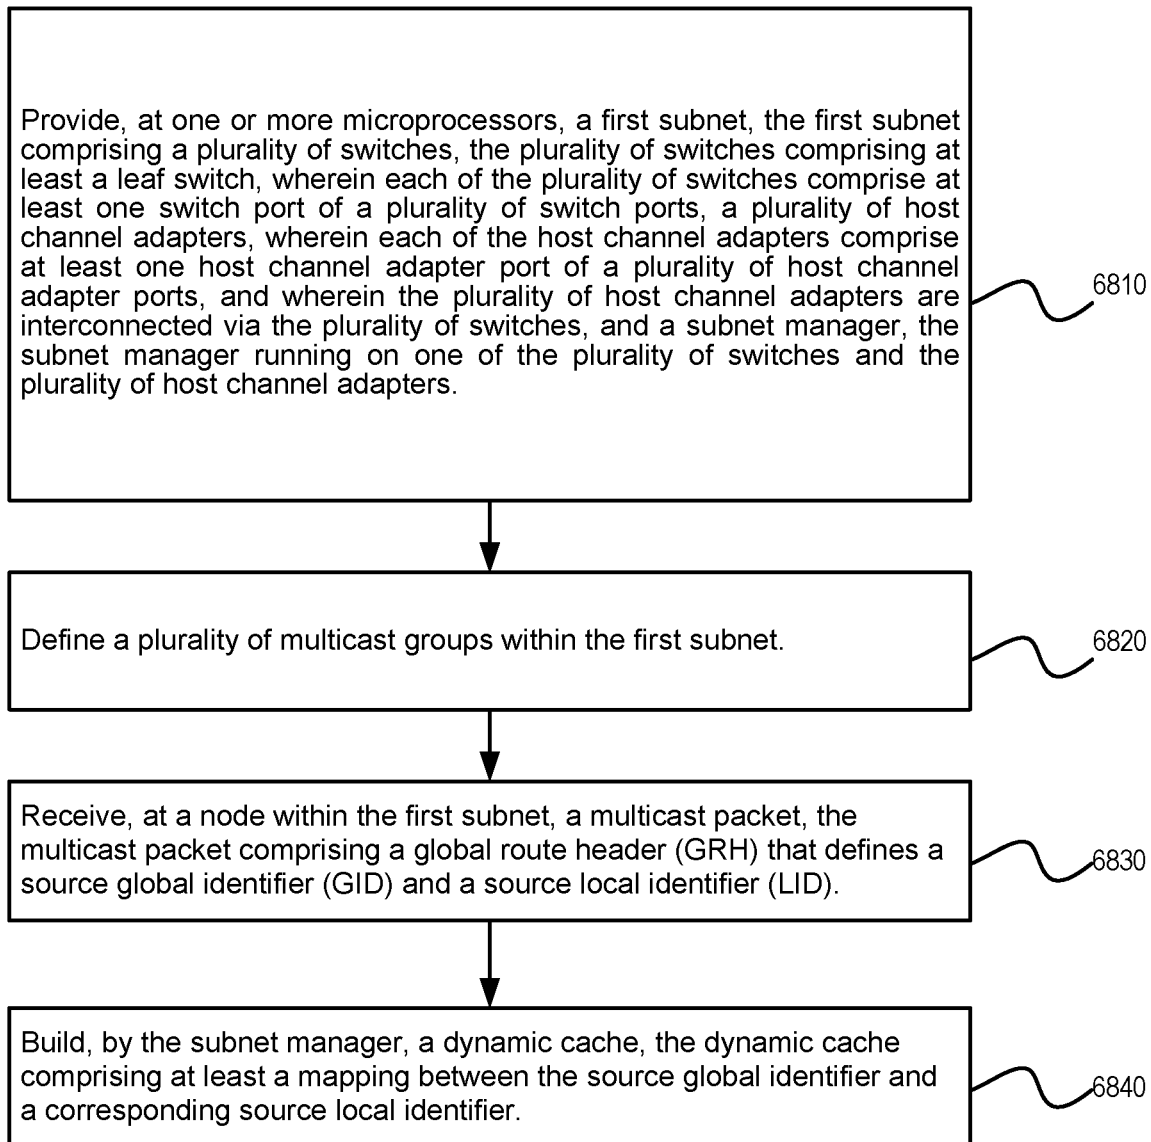 Provide, at one or more microprocessors, a first subnet, the first subnet
comprising a plurality of switches, the plurality of switches comprising at
least a leaf switch, wherein each of the plurality of switches comprise at
least one switch port of a plurality of switch ports, a plurality of host
channel adapters, wherein each of the host channel adapters comprise
at least one host channel adapter port of a plurality of host channel
adapter ports, and wherein the plurality of host channel adapters are
interconnected via the plurality of switches, and a subnet manager, the
subnet manager running on one of the plurality of switches and the
plurality of host channel adapters.
6810
Define a plurality of multicast groups within the first subnet.
6820
Receive, at a node within the first subnet, a multicast packet, the
multicast packet comprising a global route header (GRH) that defines a
source global identifier (GID) and a source local identifier (LID).
6830
Build, by the subnet manager, a dynamic cache, the dynamic cache
comprising at least a mapping between the source global identifier and
a corresponding source local identifier.
6840